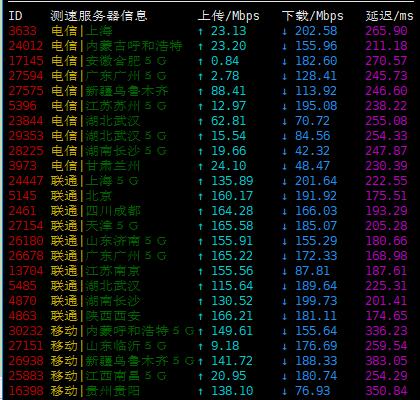 ID 测速服务器信息 上传/Mbps 下载/Mbps 延迟/ms
3633 电信|上海 ↑ 23.13 ↓ 202.58 265.90
24012 电信|内蒙古呼和浩特 ↑ 23.20 ↓ 155.96 211.18
17145 电信|安徽合肥５Ｇ ↑ 0.84 ↓ 182.60 270.57
27594 电信|广东广州５Ｇ ↑ 2.78 ↓ 128.41 245.73
27575 电信|新疆乌鲁木齐 ↑ 88.41 ↓ 113.92 246.60
5396 电信|江苏苏州５Ｇ ↑ 12.97 ↓ 195.08 238.22
23844 电信|湖北武汉 ↑ 62.81 ↓ 70.72 255.08
29353 电信|湖北武汉５Ｇ ↑ 15.54 ↓ 84.56 254.33
28225 电信|湖南长沙５Ｇ ↑ 19.66 ↓ 42.32 247.87
3973 电信|甘肃兰州 ↑ 24.10 ↓ 48.47 230.39
24447 联通|上海５Ｇ ↑ 135.89 ↓ 201.64 222.55
5145 联通|北京 ↑ 160.17 ↓ 191.92 175.51
2461 联通|四川成都 ↑ 164.28 ↓ 166.03 193.29
27154 联通|天津５Ｇ ↑ 165.58 ↓ 185.07 205.28
26180 联通|山东济南５Ｇ ↑ 155.91 ↓ 155.29 180.66
26678 联通|广东广州５Ｇ ↑ 165.22 ↓ 172.33 168.98
13704 联通|江苏南京 ↑ 155.56 ↓ 87.81 187.61
5485 联通|湖北武汉 ↑ 115.64 ↓ 189.64 225.31
4870 联通|湖南长沙 ↑ 130.52 ↓ 199.73 201.41
4863 联通|陕西西安 ↑ 166.21 ↓ 181.11 174.65
30232 移动|内蒙呼和浩特５Ｇ ↑ 149.61 ↓ 155.64 336.23
27151 移动|山东临沂５Ｇ ↑ 9.18 ↓ 176.69 259.54
26938 移动|新疆乌鲁木齐５Ｇ ↑ 141.72 ↓ 188.33 383.05
25883 移动|江西南昌５Ｇ ↑ 20.95 ↓ 180.74 254.29
16398 移动|贵州贵阳 ↑ 138.10 ↓ 76.93 350.84